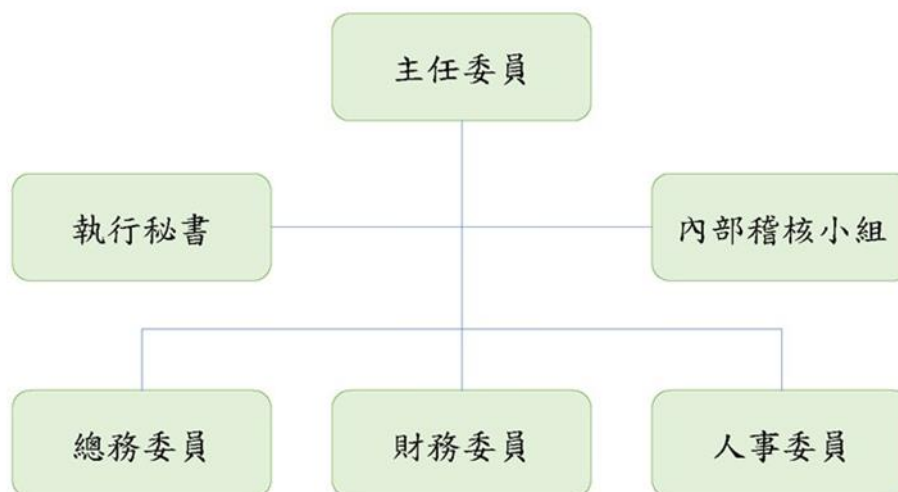 主任委員
執行秘書
內部稽核小組
總務委員
財務委員
人事委員